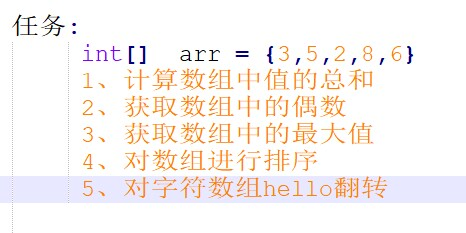 任务:
int[]  arr = {3,5,2,8,6}
1、计算数组中值的总和
2、获取数组中的偶数
3、获取数组中的最大值
4、对数组进行排序
5、对字符数组hello翻转